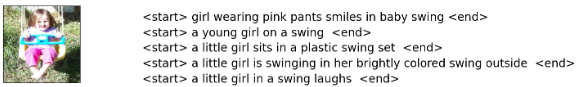 <start> girl wearing pink pants smiles in baby swing <end>
<start> a young girl on a swing  <end>
<start> a little girl sits in a plastic swing set  <end>
<start> a little girl is swinging in her brightly colored swing outside  <end>
<start> a little girl in a swing laughs  <end>